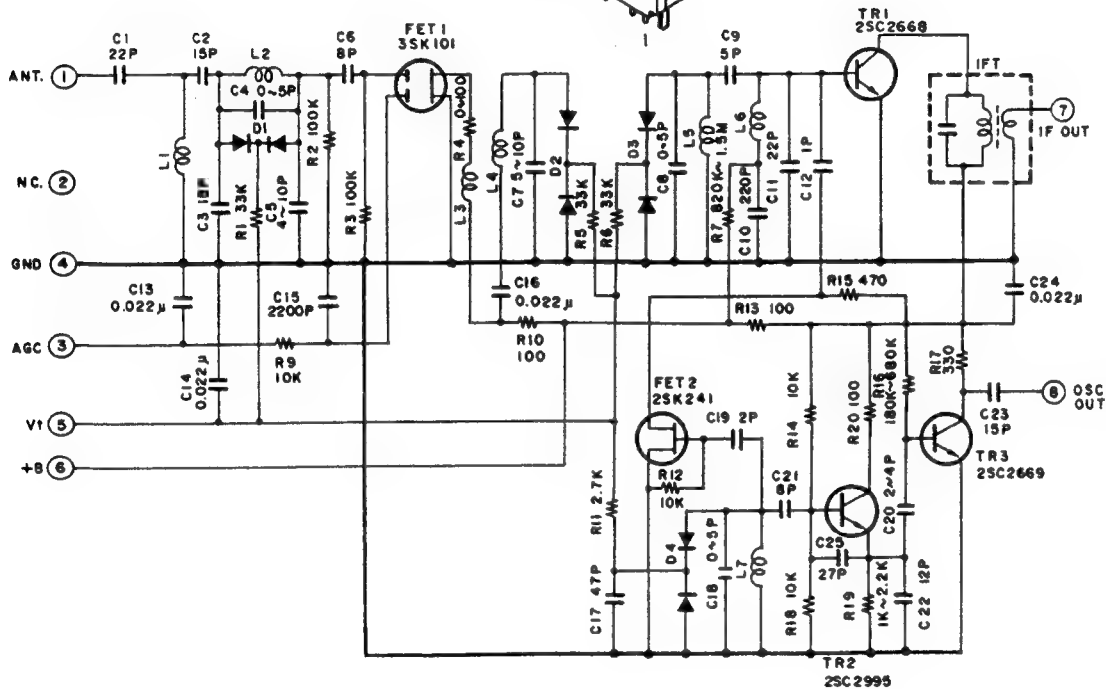 FET 1
3SK101
TR1
2SC2668
C1
22P
C2
15P
L2
C6
8P
C9
5P
IFT
ANT. 1
C4 0~5P
D1
R2 100K
R4 0~100
L1
L3
L4
C7 5~10P
D2
D3
C8 0~5P
L5
L6
R7 820K~1.5M
22P
C11
1P
C12
7
IF OUT
NC. 2
C3 18P
R1 33K
C5
4~10P
R3 100K
R5 33K
R6 33K
C10 220P
GND 4
C13
0.022μ
C15
2200P
C16
0.022μ
R15 470
R13 100
C24
0.022μ
AGC 3
R9
10K
R10
100
C14
0.022μ
R17
330
FET2
2SK241
C19 2P
R14 10K
R20 100
R16
180K~680K
8 OSC
OUT
C23
15P
Vt 5
+B 6
TR3
2SC2669
R12
10K
C21
8P
R11 2.7K
D4
0~5P
C18
L7
C25
27P
C20 2~4P
C17 47P
R18 10K
R19
1K~2.2K
C22 12P
TR2
2SC2995